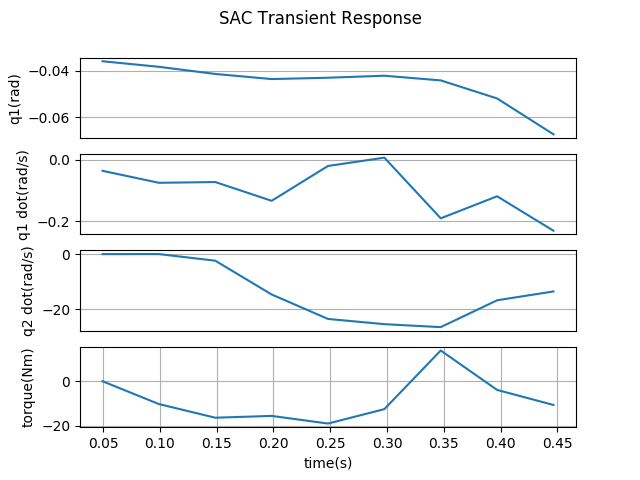 SAC Transient Response
−0.04
−0.06
q1(rad)
0.0
−0.2
q1 dot(rad/s)
0
−20
q2 dot(rad/s)
0
−20
torque(Nm)
0.05 0.10 0.15 0.20 0.25 0.30 0.35 0.40 0.45
time(s)